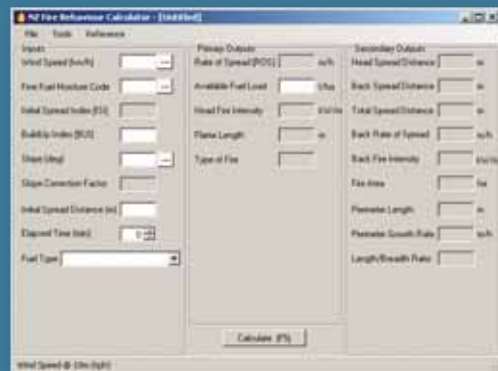 NZ Fire Behaviour Calculator - [Untitled]
File Tools Reference
Inputs
Wind Speed (km/h)
Fine Fuel Moisture Code
Initial Spread Index (ISI)
BuildUp Index (BUI)
Slope (deg)
Slope Correction Factor
Initial Spread Distance (m)
Elapsed Time (min)
0
Fuel Type
Primary Outputs
Rate of Spread (ROS) m/h
Available Fuel Load t/ha
Head Fire Intensity kW/m
Flame Length m
Type of Fire
Calculate (F5)
Secondary Outputs
Head Spread Distance m
Back Spread Distance m
Total Spread Distance m
Back Rate of Spread m/h
Back Fire Intensity kW/m
Fire Area ha
Perimeter Length m
Perimeter Growth Rate m/h
Length/Breadth Ratio
Wind Speed @ 10m (kph)